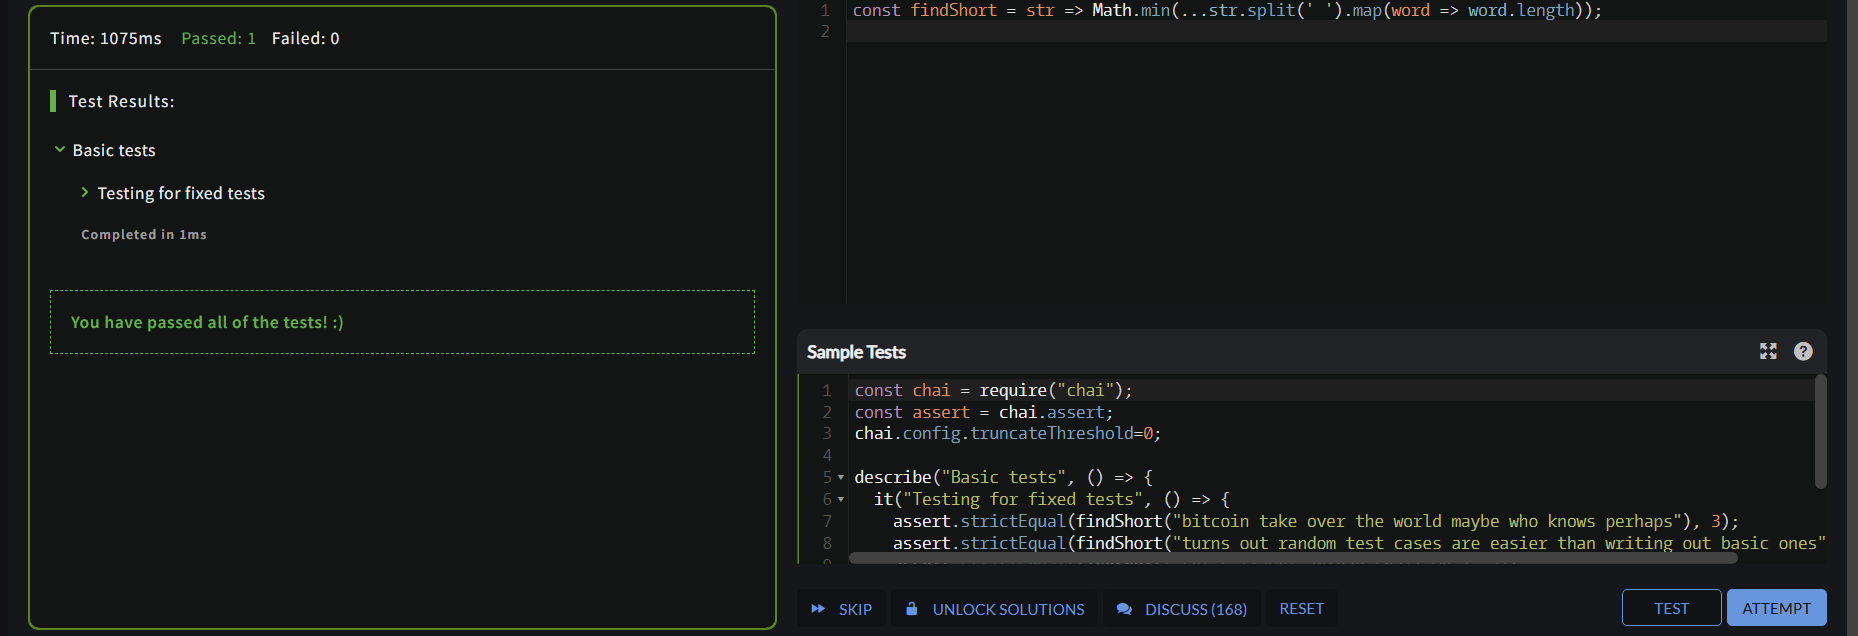 Time: 1075ms Passed: 1 Failed: 0
Test Results:
Basic tests
Testing for fixed tests
Completed in 1ms
You have passed all of the tests! :)
1 const findShort = str => Math.min(...str.split(' ').map(word => word.length));
2
Sample Tests
1 const chai = require("chai");
2 const assert = chai.assert;
3 chai.config.truncateThreshold=0;
4
5 describe("Basic tests", () => {
6 it("Testing for fixed tests", () => {
7 assert.strictEqual(findShort("bitcoin take over the world maybe who knows perhaps"), 3);
8 assert.strictEqual(findShort("turns out random test cases are easier than writing out basic ones"
SKIP UNLOCK SOLUTIONS DISCUSS (168) RESET TEST ATTEMPT